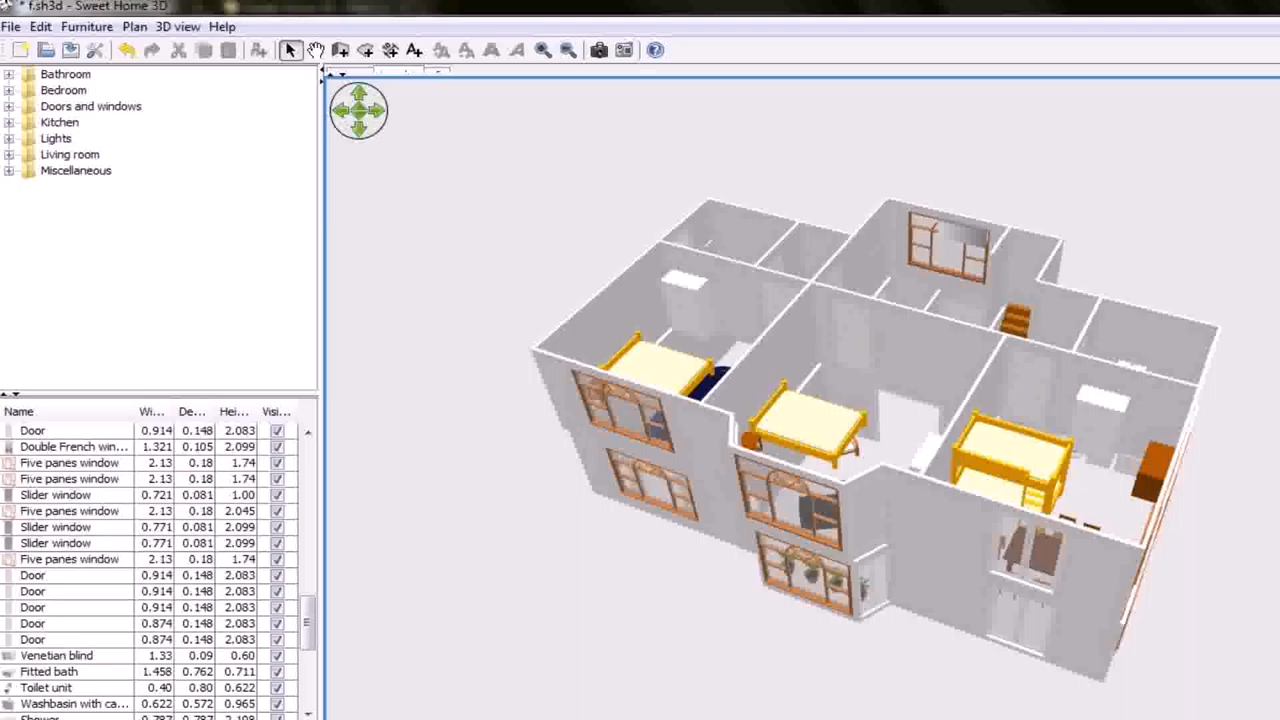 * f.sh3d - Sweet Home 3D
File Edit Furniture Plan 3D view Help
Bathroom
Bedroom
Doors and windows
Kitchen
Lights
Living room
Miscellaneous
Name Wi... De... Hei... Visi...
Door 0.914 0.148 2.083
Double French win... 1.321 0.105 2.099
Five panes window 2.13 0.18 1.74
Five panes window 2.13 0.18 1.74
Slider window 0.721 0.081 1.00
Five panes window 2.13 0.18 2.045
Slider window 0.771 0.081 2.099
Slider window 0.771 0.081 2.099
Five panes window 2.13 0.18 1.74
Door 0.914 0.148 2.083
Door 0.914 0.148 2.083
Door 0.914 0.148 2.083
Door 0.874 0.148 2.083
Door 0.874 0.148 2.083
Venetian blind 1.33 0.09 0.60
Fitted bath 1.458 0.762 0.711
Toilet unit 0.40 0.80 0.622
Washbasin with ca... 0.622 0.572 0.965
Shower 0.787 0.787 2.108